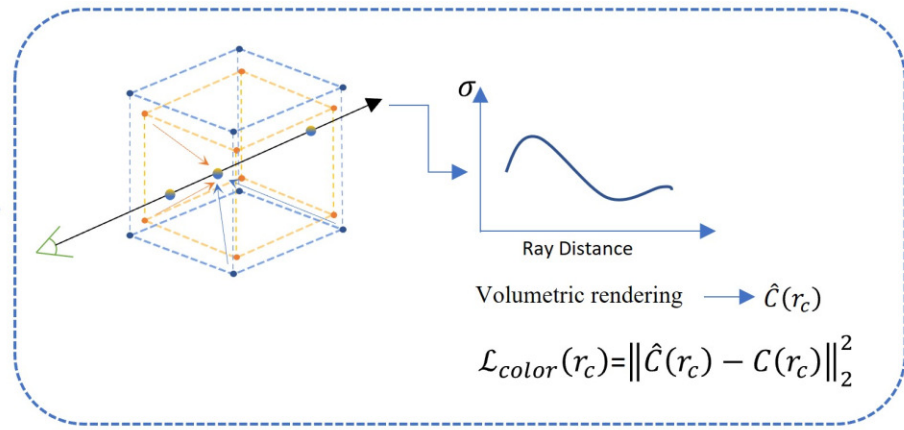 σ
Ray Distance
Volumetric rendering Ĉ(r_c)
ℒ_color(r_c)=‖Ĉ(r_c) − C(r_c)‖₂²